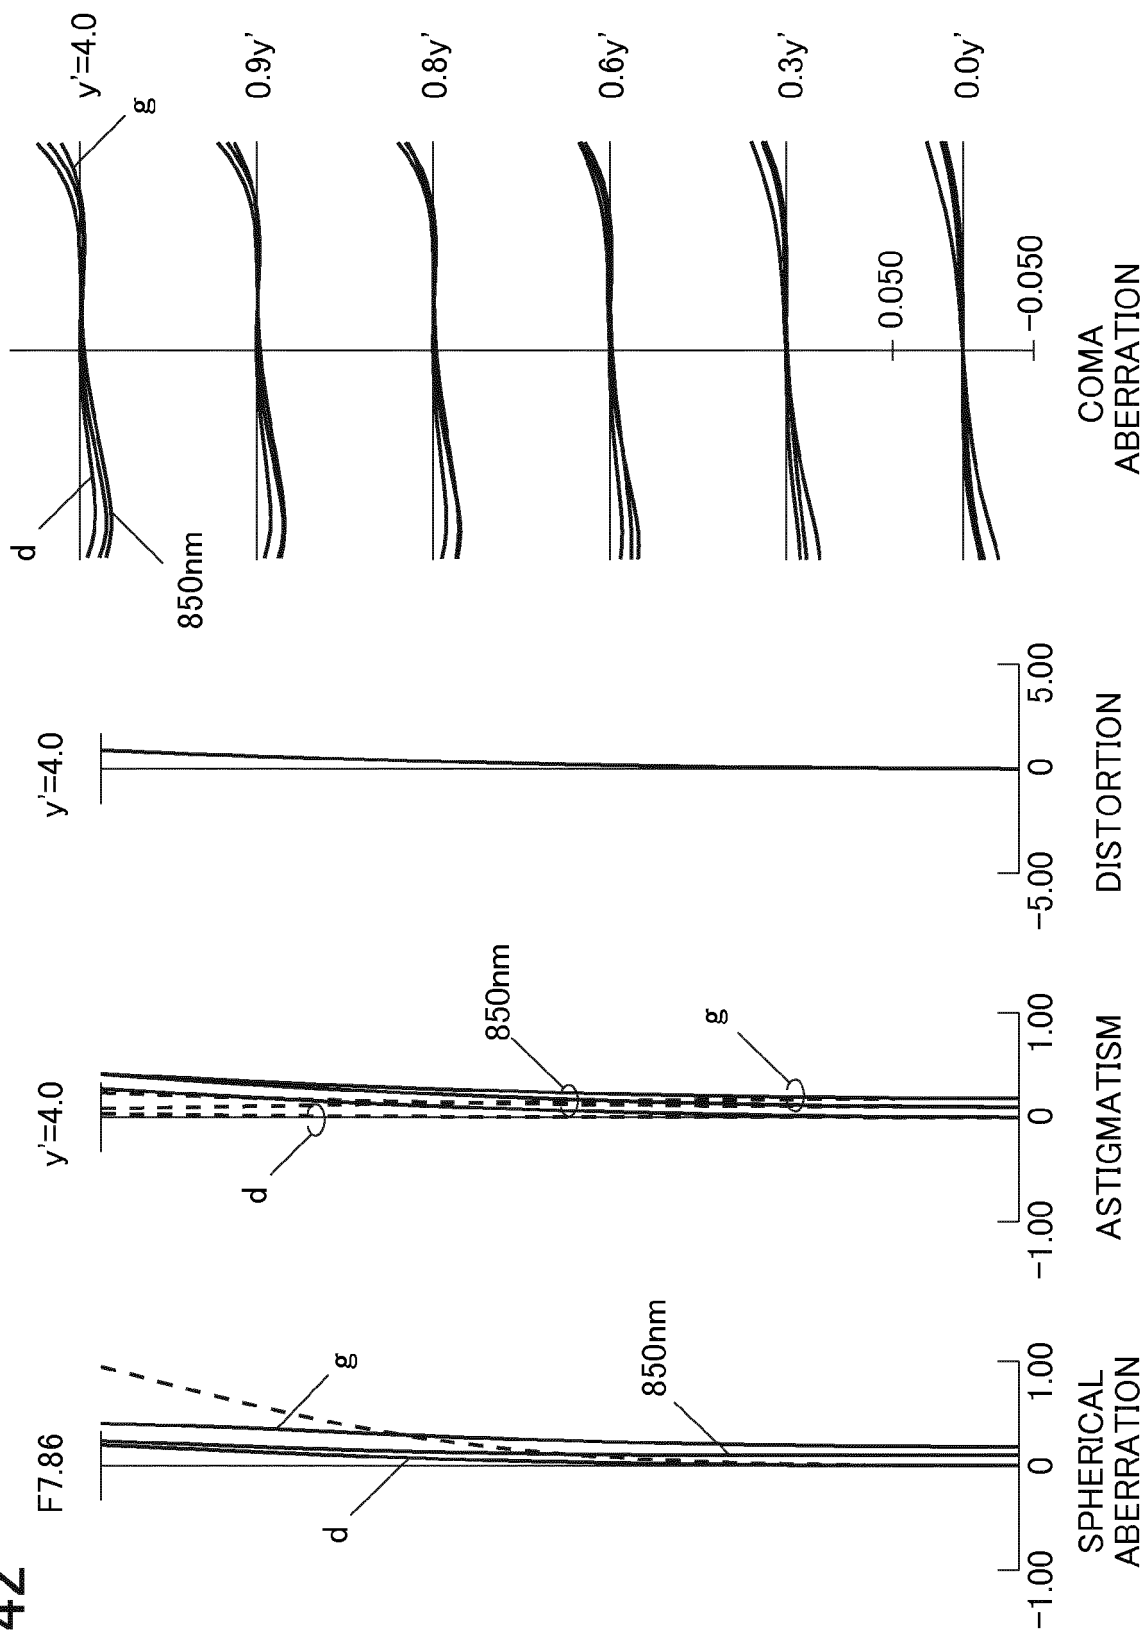 42
F7.86
g
d
850nm
−1.00
0
1.00
SPHERICAL
ABERRATION
y'=4.0
850nm
g
d
−1.00
0
1.00
ASTIGMATISM
y'=4.0
−5.00
0
5.00
DISTORTION
y'=4.0
g
d
850nm
0.9y'
0.8y'
0.6y'
0.3y'
0.050
0.0y'
−0.050
COMA
ABERRATION